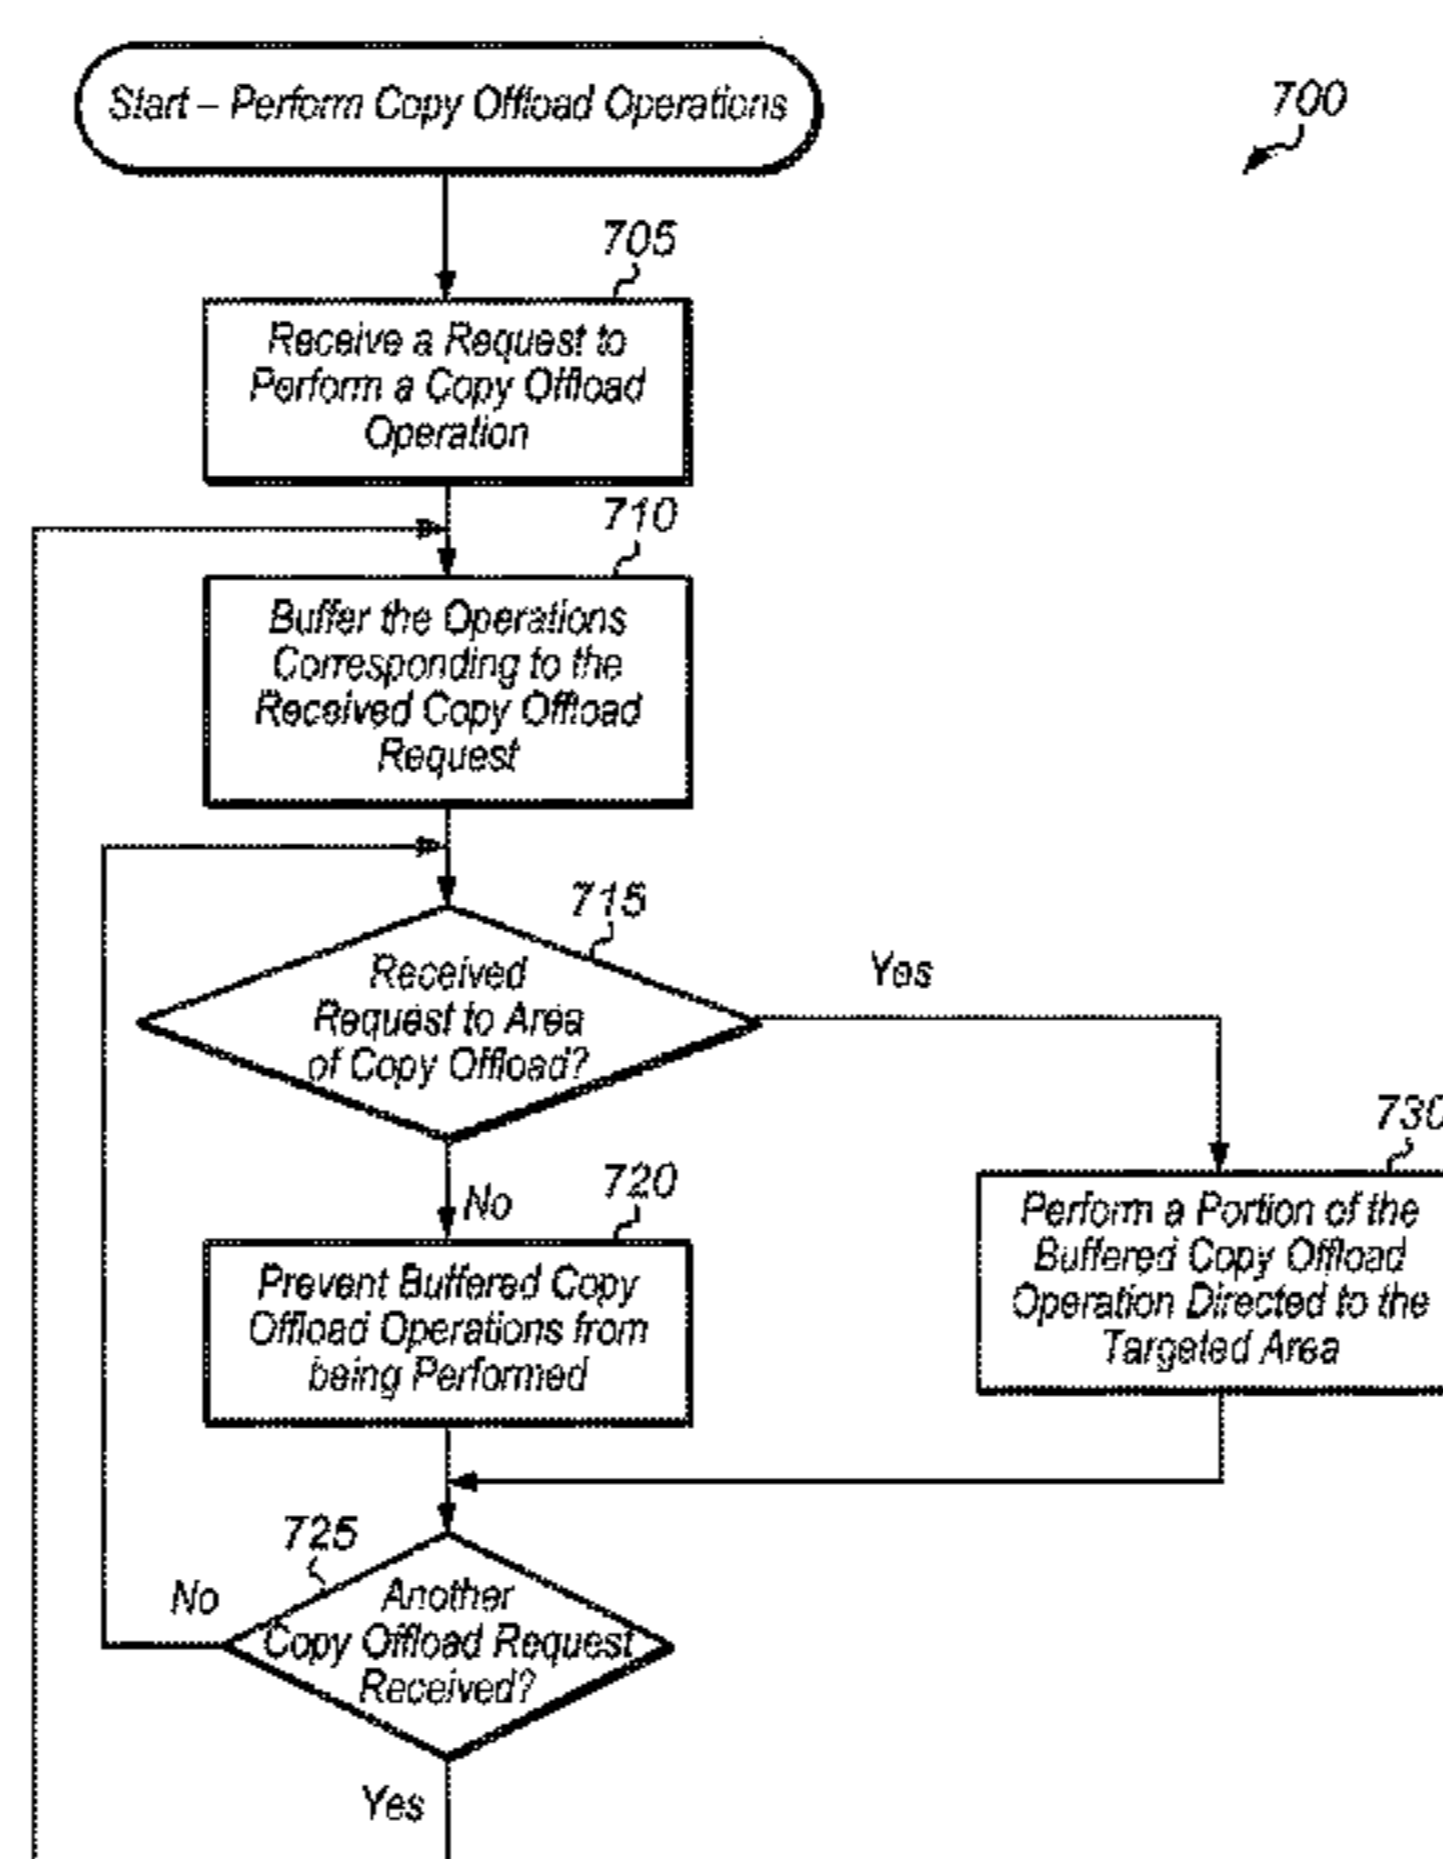 Start – Perform Copy Offload Operations
700
705
Receive a Request to
Perform a Copy Offload
Operation
710
Buffer the Operations
Corresponding to the
Received Copy Offload
Request
715
Received
Request to Area
of Copy Offload?
Yes
No
720
Prevent Buffered Copy
Offload Operations from
being Performed
730
Perform a Portion of the
Buffered Copy Offload
Operation Directed to the
Targeted Area
725
No
Another
Copy Offload Request
Received?
Yes